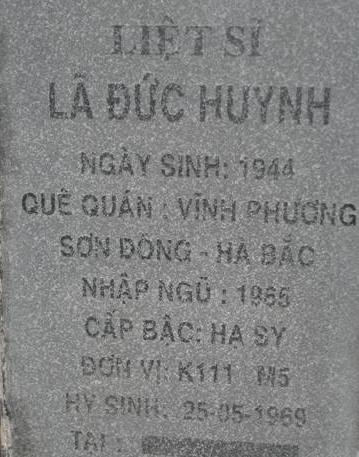 LIỆT SĨ
LÃ ĐỨC HUYNH
NGÀY SINH: 1944
QUÊ QUÁN : VĨNH PHƯƠNG
SƠN ĐÔNG - HÀ BẮC
NHẬP NGŨ : 1965
CẤP BẬC: HẠ SỸ
ĐƠN VỊ: K111 M5
HY SINH: 25-05-1969
TẠI :